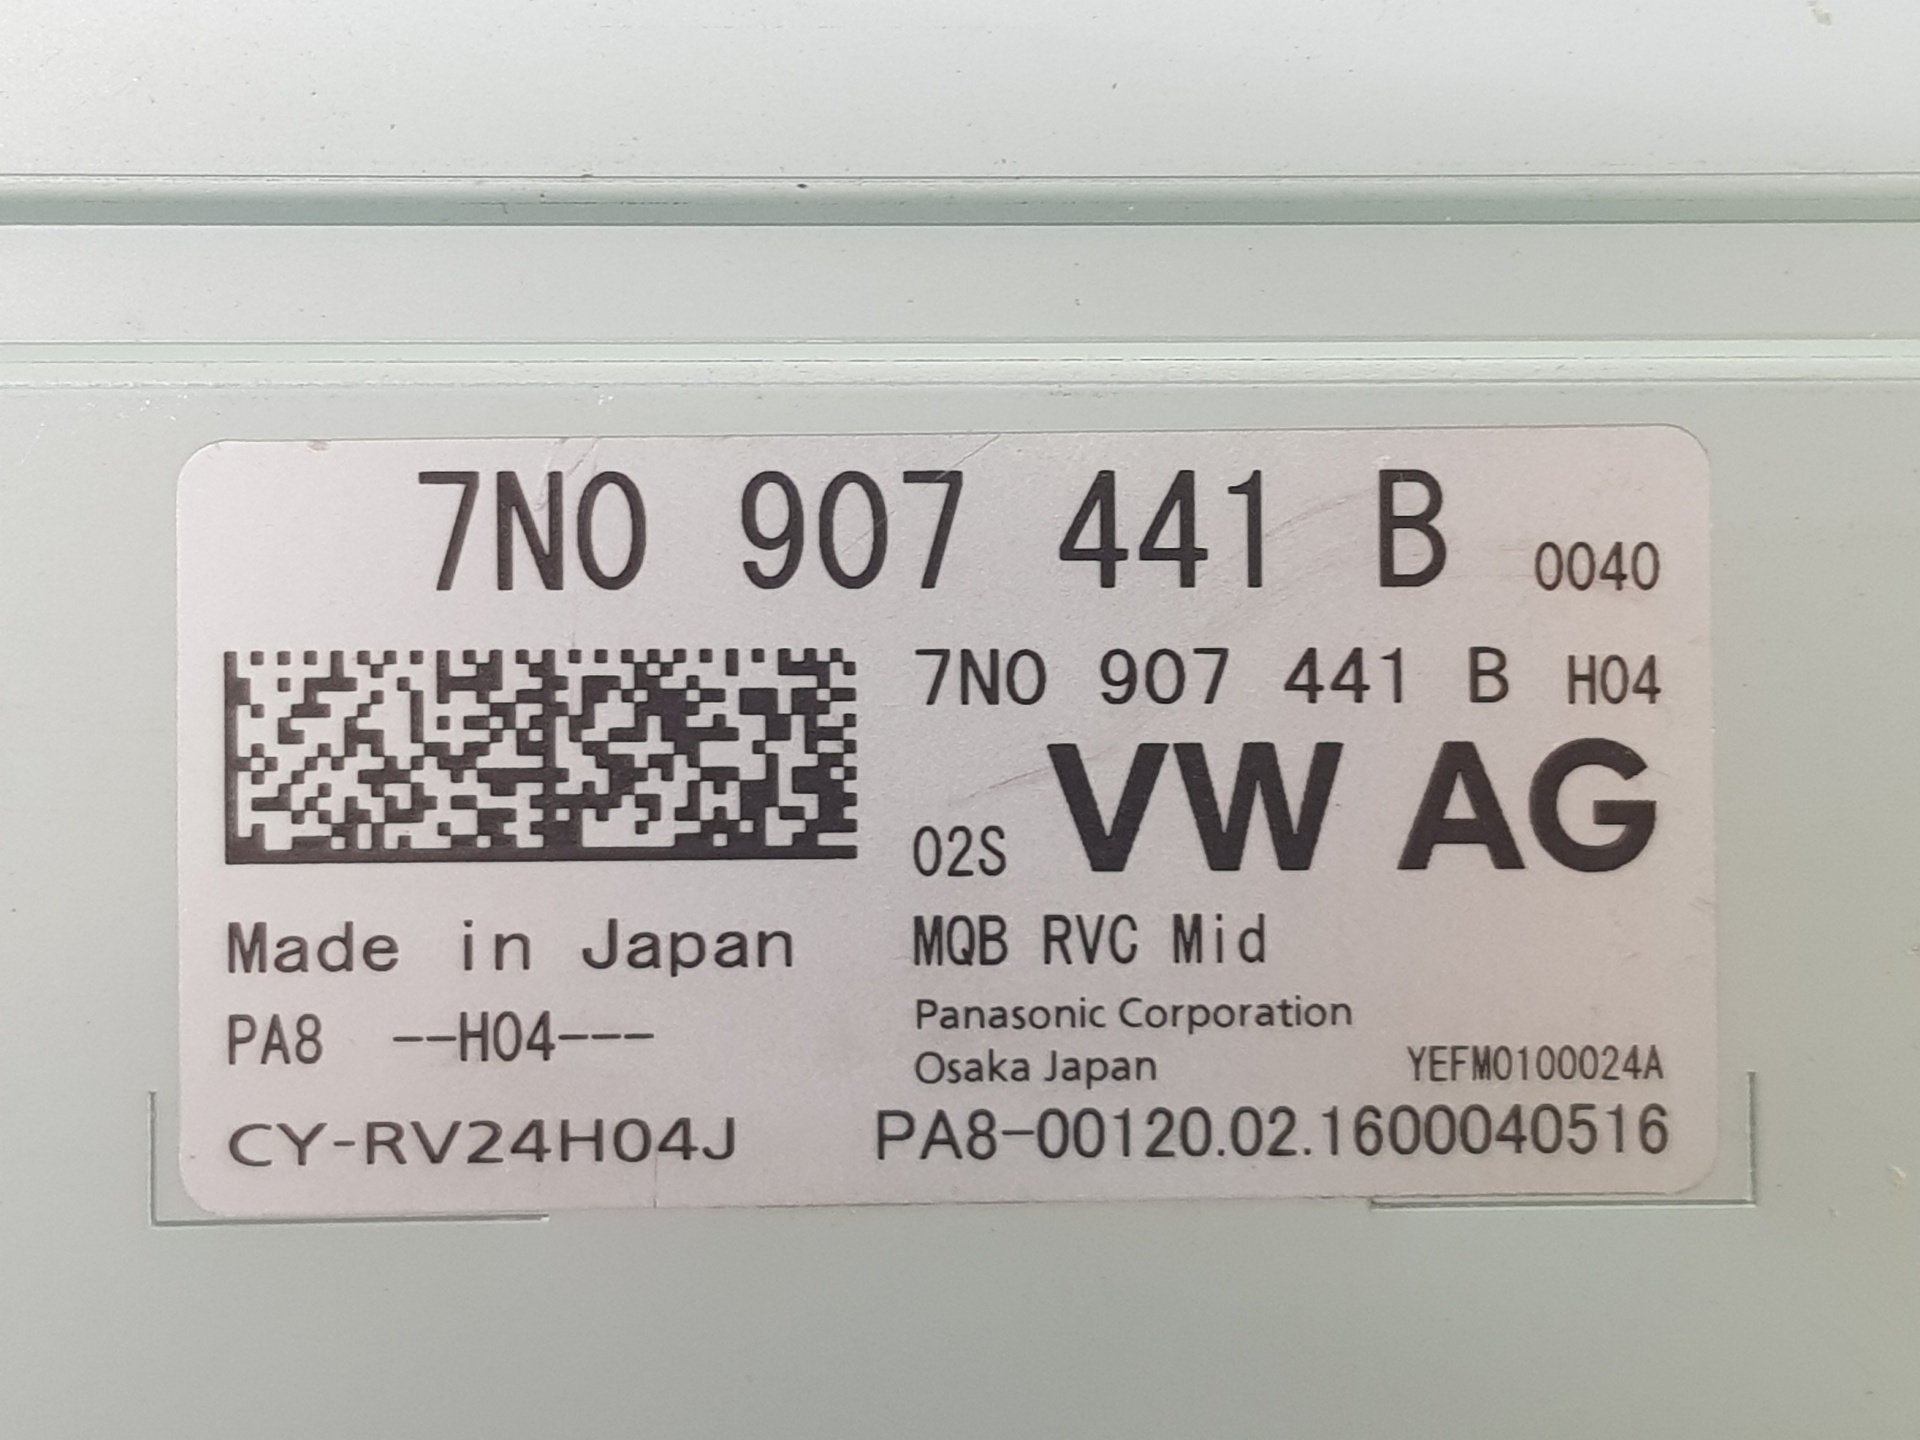 7N0 907 441 B 0040
7N0 907 441 B H04
02S VW AG
Made in Japan
MQB RVC Mid
PA8 --H04---
Panasonic Corporation
Osaka Japan
YEFM0100024A
CY-RV24H04J
PA8-00120.02.1600040516